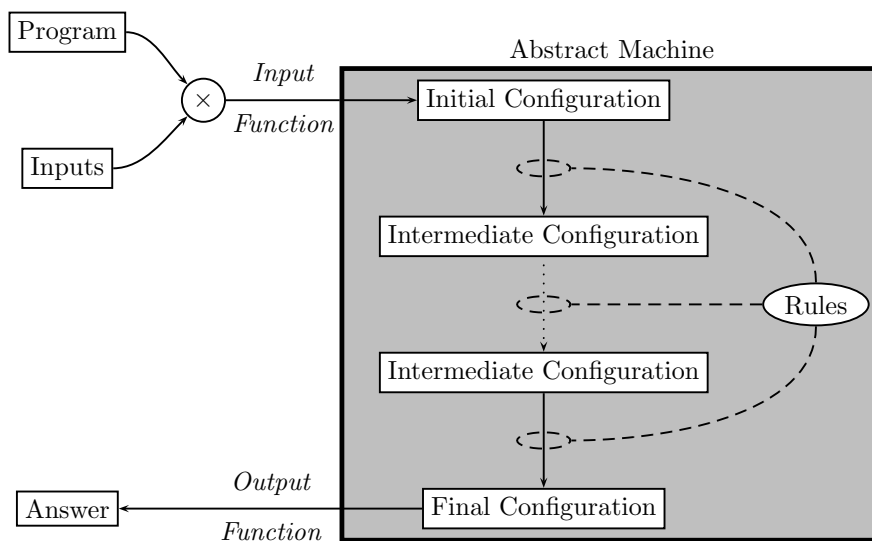 Program
Abstract Machine
Input
Initial Configuration
×
Function
Inputs
Intermediate Configuration
Rules
Intermediate Configuration
Output
Final Configuration
Answer
Function